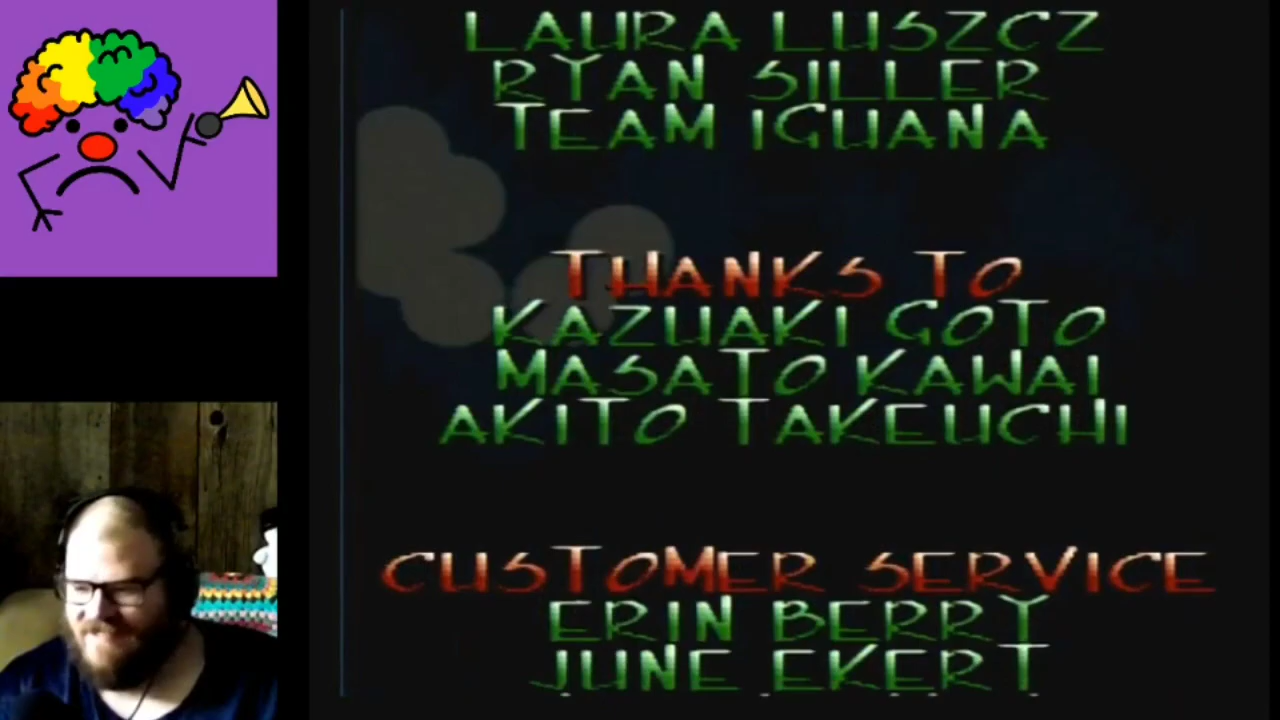 LAURA LUSZCZ
RYAN SILLER
TEAM IGUANA
THANKS TO
KAZUAKI GOTO
MASATO KAWAI
AKITO TAKEUCHI
CUSTOMER SERVICE
ERIN BERRY
JUNE EKERT